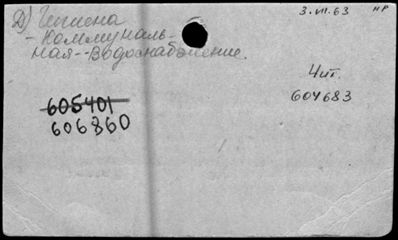 Д) Гигиена
- Коммуналь-
ная--Водоснабжение.
605401
606860
3.VII.63 нр
Чит.
604683